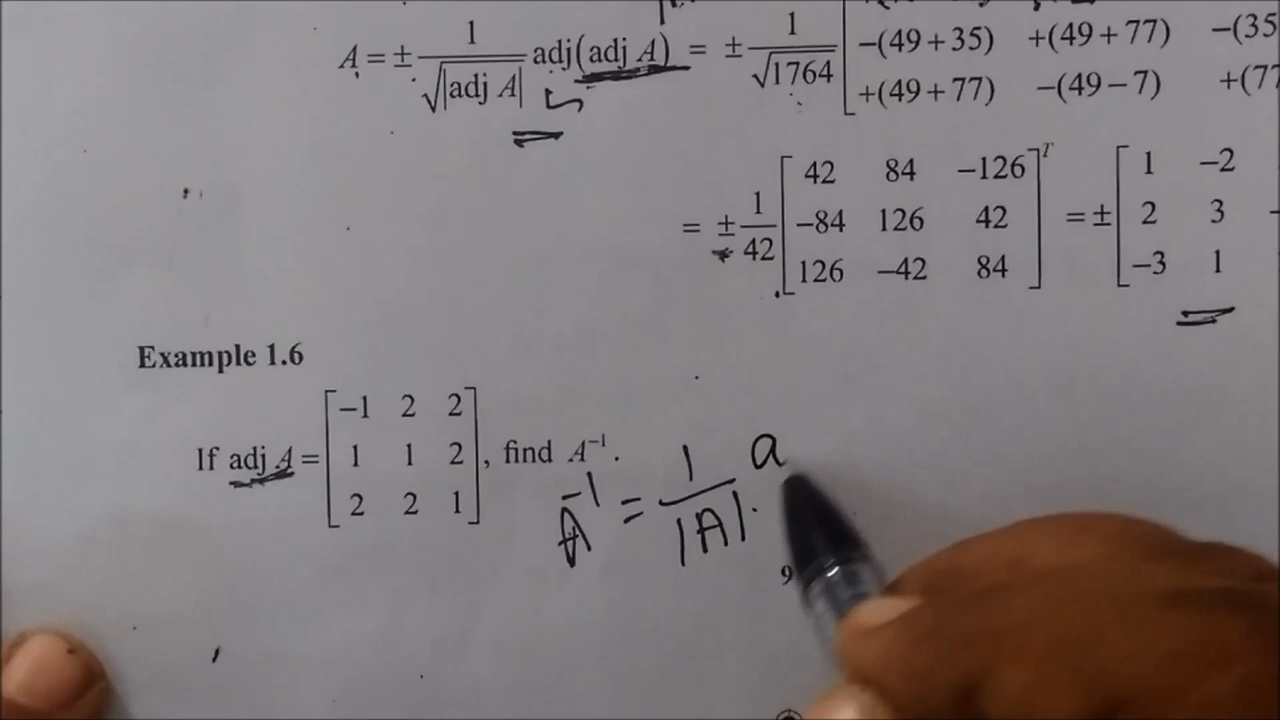 A = ± 1/√|adj A| adj(adj A) = ± 1/√1764 [ −(49+35) +(49+77) −(35
+(49+77) −(49−7) +(77
= ± 1/42 [ 42 84 −126
−84 126 42
126 −42 84 ]ᵀ = ± [ 1 −2
2 3
−3 1
Example 1.6
If adj A = [ −1 2 2
1 1 2
2 2 1 ], find A⁻¹.
A⁻¹ = 1/|A|. a
9